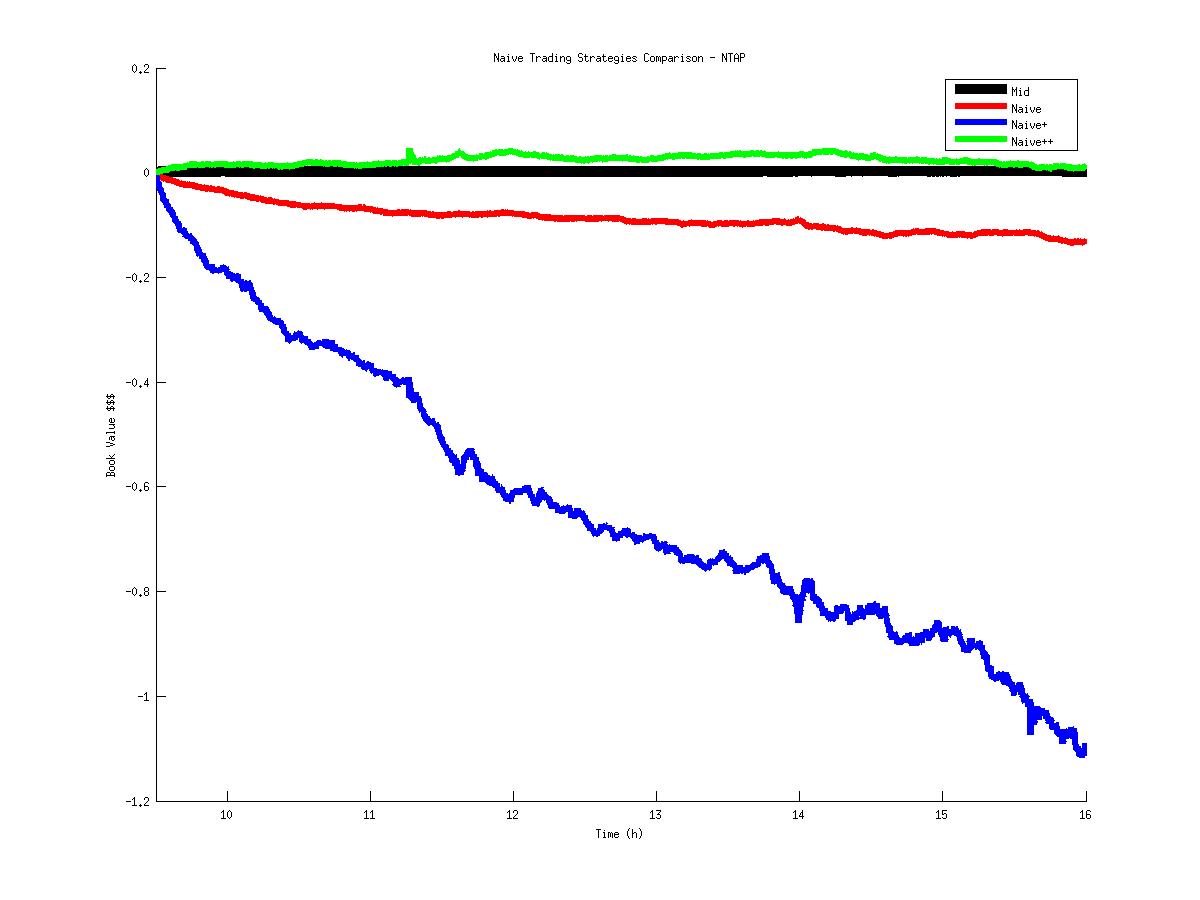 Naive Trading Strategies Comparison - NTAP
Mid
Naive
Naive+
Naive++
0.2
0
-0.2
-0.4
-0.6
-0.8
-1
-1.2
Book Value $$$
10
11
12
13
14
15
16
Time (h)